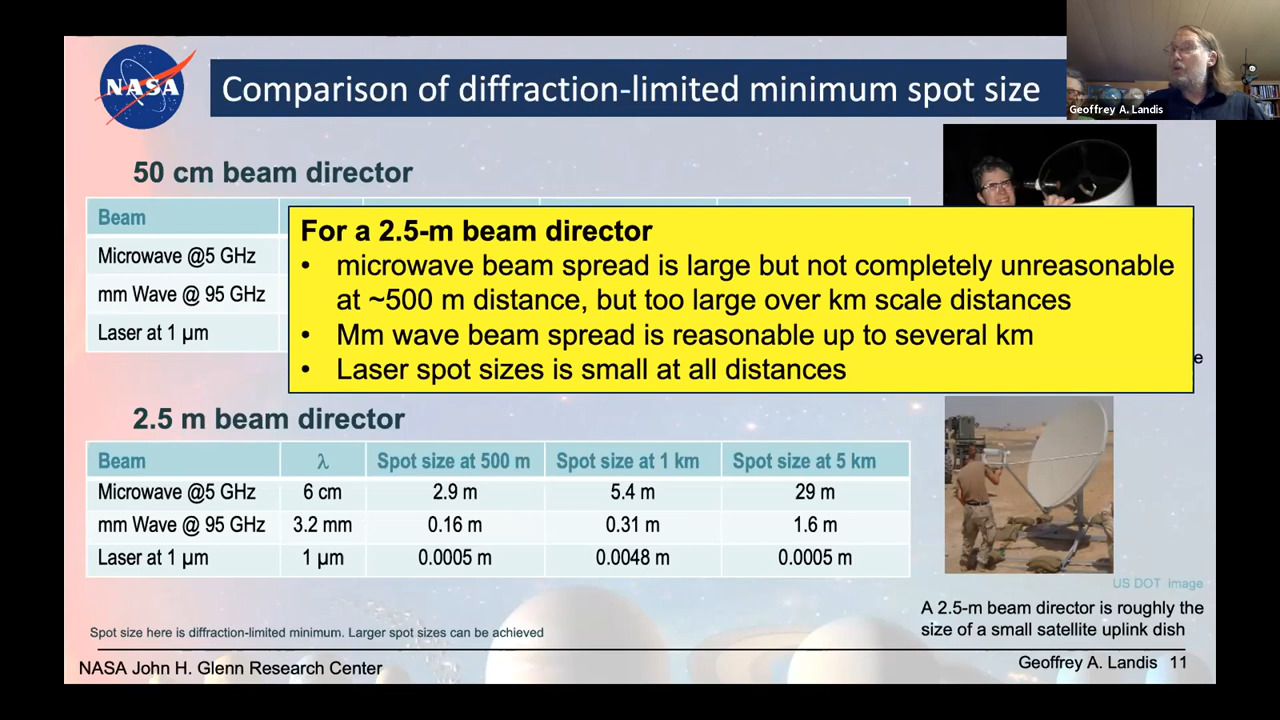 NASA
Comparison of diffraction-limited minimum spot size
Geoffrey A. Landis
50 cm beam director
Beam
Microwave @5 GHz
mm Wave @ 95 GHz
Laser at 1 µm
For a 2.5-m beam director
• microwave beam spread is large but not completely unreasonable
at ~500 m distance, but too large over km scale distances
• Mm wave beam spread is reasonable up to several km
• Laser spot sizes is small at all distances
e
2.5 m beam director
Beam λ Spot size at 500 m Spot size at 1 km Spot size at 5 km
Microwave @5 GHz 6 cm 2.9 m 5.4 m 29 m
mm Wave @ 95 GHz 3.2 mm 0.16 m 0.31 m 1.6 m
Laser at 1 µm 1 µm 0.0005 m 0.0048 m 0.0005 m
US DOT image
A 2.5-m beam director is roughly the
size of a small satellite uplink dish
Spot size here is diffraction-limited minimum. Larger spot sizes can be achieved
NASA John H. Glenn Research Center
Geoffrey A. Landis 11